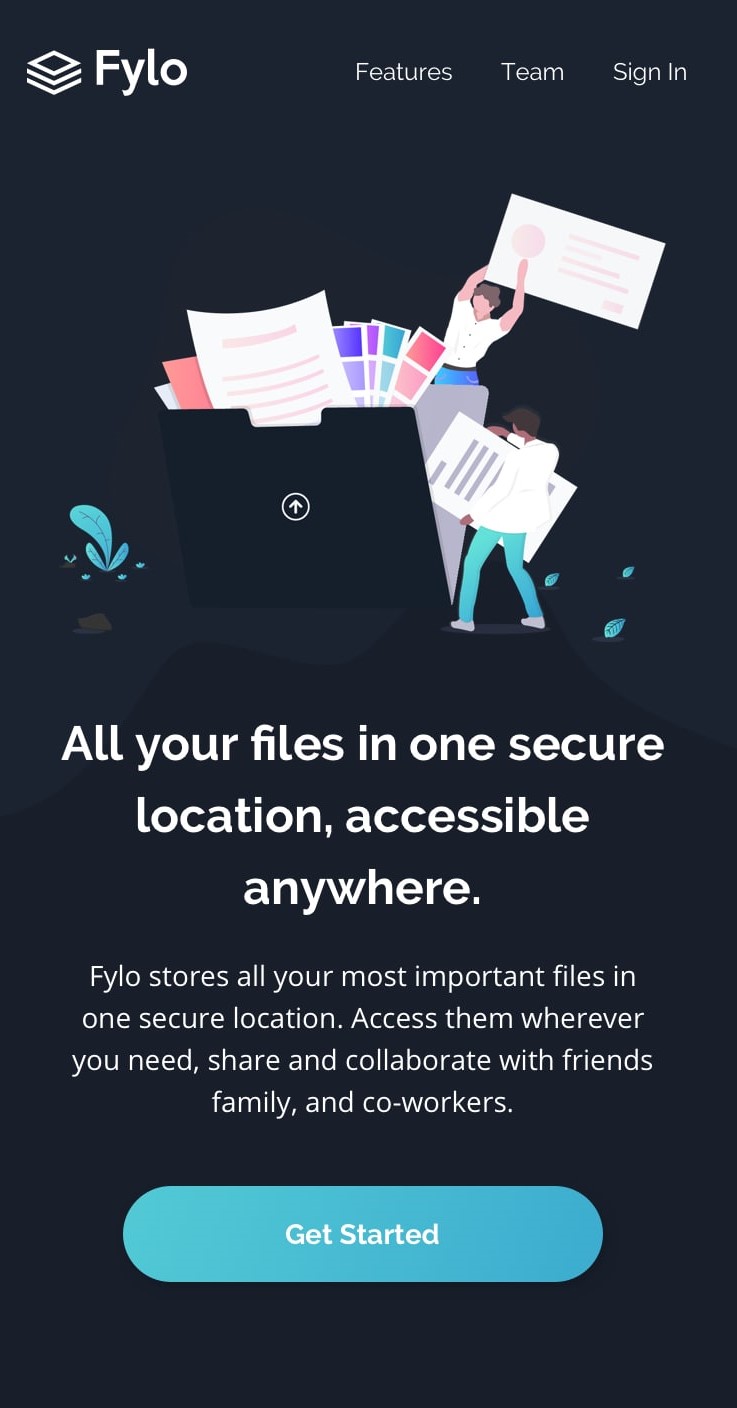 Fylo
Features
Team
Sign In
All your files in one secure
location, accessible
anywhere.
Fylo stores all your most important files in
one secure location. Access them wherever
you need, share and collaborate with friends
family, and co-workers.
Get Started